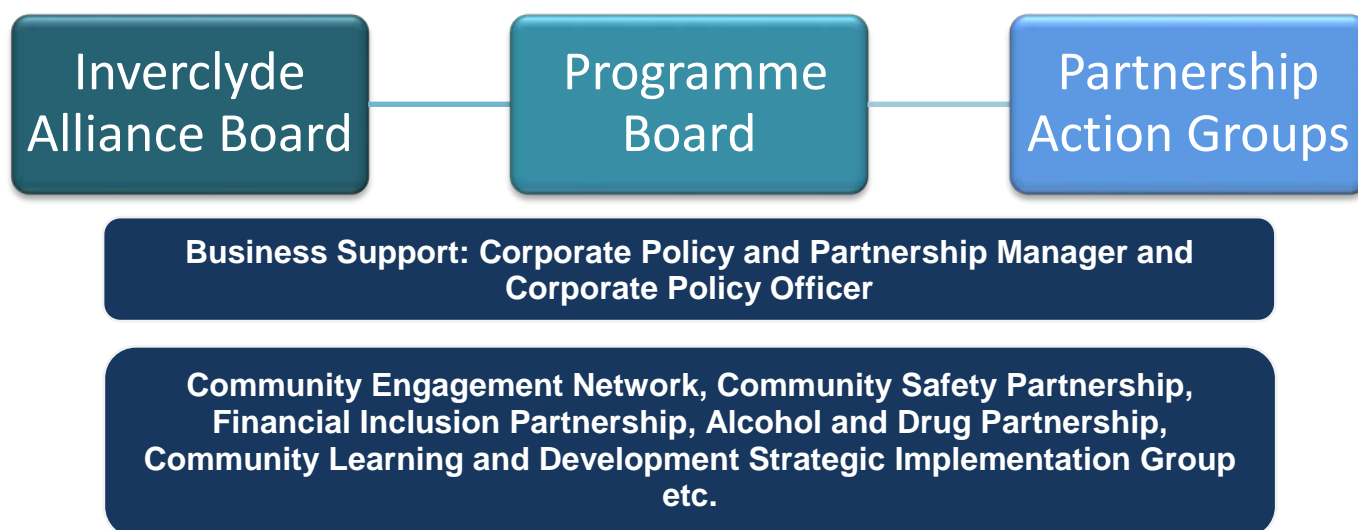 Inverclyde
Alliance Board
Programme
Board
Partnership
Action Groups
Business Support: Corporate Policy and Partnership Manager and
Corporate Policy Officer
Community Engagement Network, Community Safety Partnership,
Financial Inclusion Partnership, Alcohol and Drug Partnership,
Community Learning and Development Strategic Implementation Group
etc.